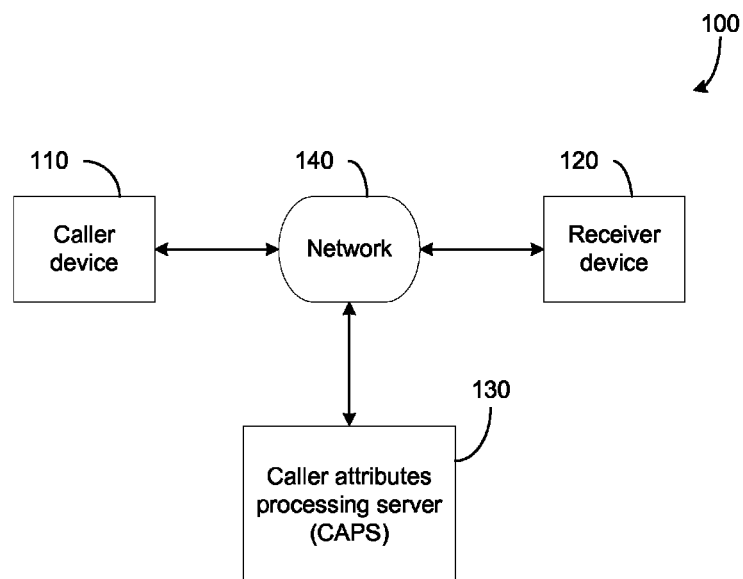 100
110
140
120
Caller
device
Network
Receiver
device
130
Caller attributes
processing server
(CAPS)